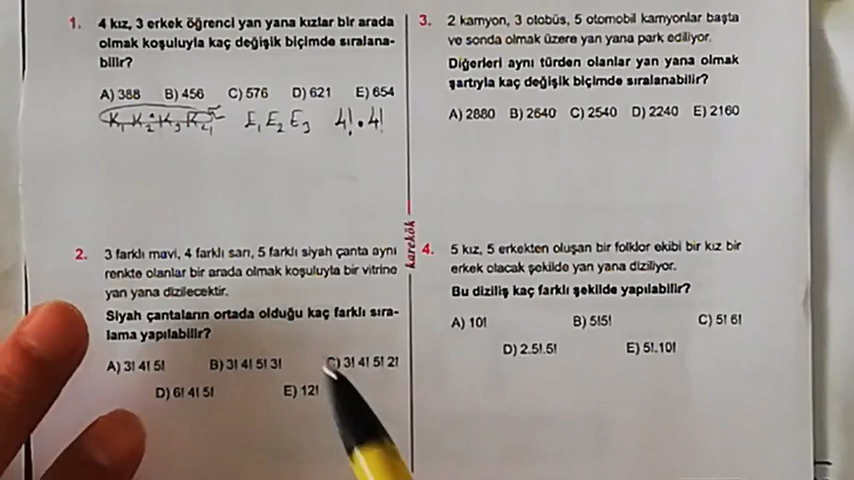 1. 4 kız, 3 erkek öğrenci yan yana kızlar bir arada
olmak koşuluyla kaç değişik biçimde sıralana-
bilir?
A) 388 B) 456 C) 576 D) 621 E) 654
K1 K2 K3 K4 E1 E2 E3 4! . 4!
2. 3 farklı mavi, 4 farklı sarı, 5 farklı siyah çanta aynı
renkte olanlar bir arada olmak koşuluyla bir vitrine
yan yana dizilecektir.
Siyah çantaların ortada olduğu kaç farklı sıra-
lama yapılabilir?
A) 3! 4! 5! B) 3! 4! 5! 3! C) 3! 4! 5! 2!
D) 6! 4! 5! E) 12!
karekök
3. 2 kamyon, 3 otobüs, 5 otomobil kamyonlar başta
ve sonda olmak üzere yan yana park ediliyor.
Diğerleri aynı türden olanlar yan yana olmak
şartıyla kaç değişik biçimde sıralanabilir?
A) 2880 B) 2640 C) 2540 D) 2240 E) 2160
4. 5 kız, 5 erkekten oluşan bir folklor ekibi bir kız bir
erkek olacak şekilde yan yana diziliyor.
Bu diziliş kaç farklı şekilde yapılabilir?
A) 10! B) 5!5! C) 5! 6!
D) 2.5!.5! E) 5!.10!